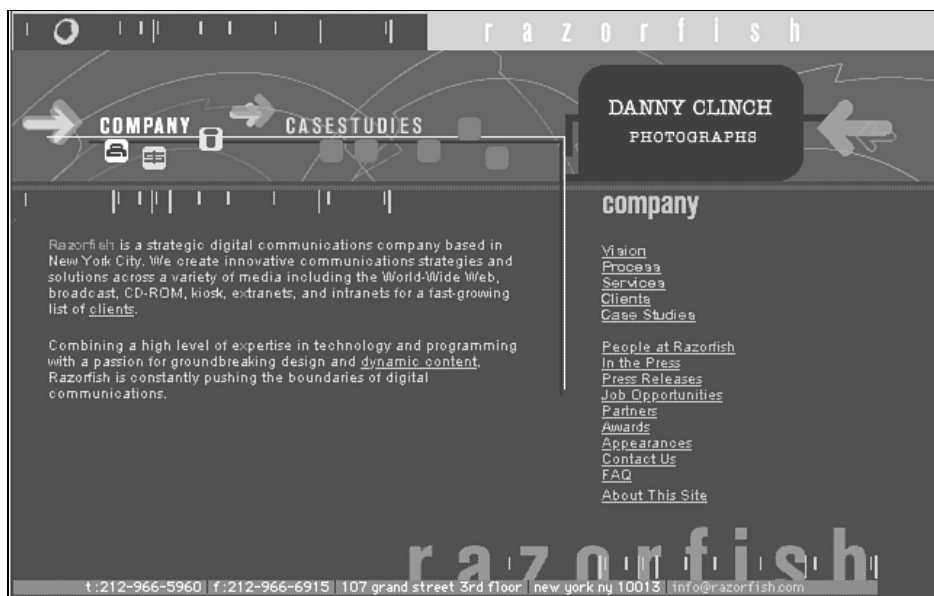 razorfish
DANNY CLINCH
PHOTOGRAPHS
COMPANY
CASESTUDIES
company
Razorfish is a strategic digital communications company based in
New York City. We create innovative communications strategies and
solutions across a variety of media including the World-Wide Web,
broadcast, CD-ROM, kiosk, extranets, and intranets for a fast-growing
list of clients.
Combining a high level of expertise in technology and programming
with a passion for groundbreaking design and dynamic content,
Razorfish is constantly pushing the boundaries of digital
communications.
Vision
Process
Services
Clients
Case Studies
People at Razorfish
In the Press
Press Releases
Job Opportunities
Partners
Awards
Appearances
Contact Us
FAQ
About This Site
razorfish
t:212-966-5960 | f:212-966-6915 | 107 grand street 3rd floor | new york ny 10013 | info@razorfish.com